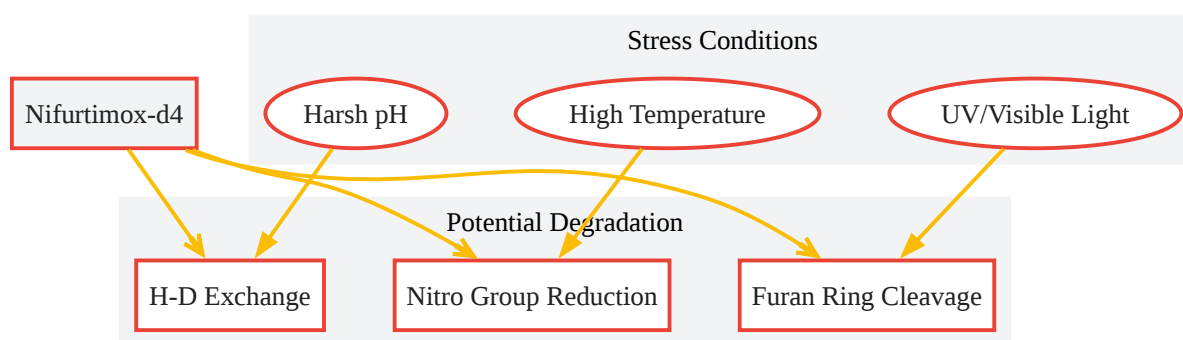 Stress Conditions
Nifurtimox-d4
Harsh pH
High Temperature
UV/Visible Light
Potential Degradation
H-D Exchange
Nitro Group Reduction
Furan Ring Cleavage